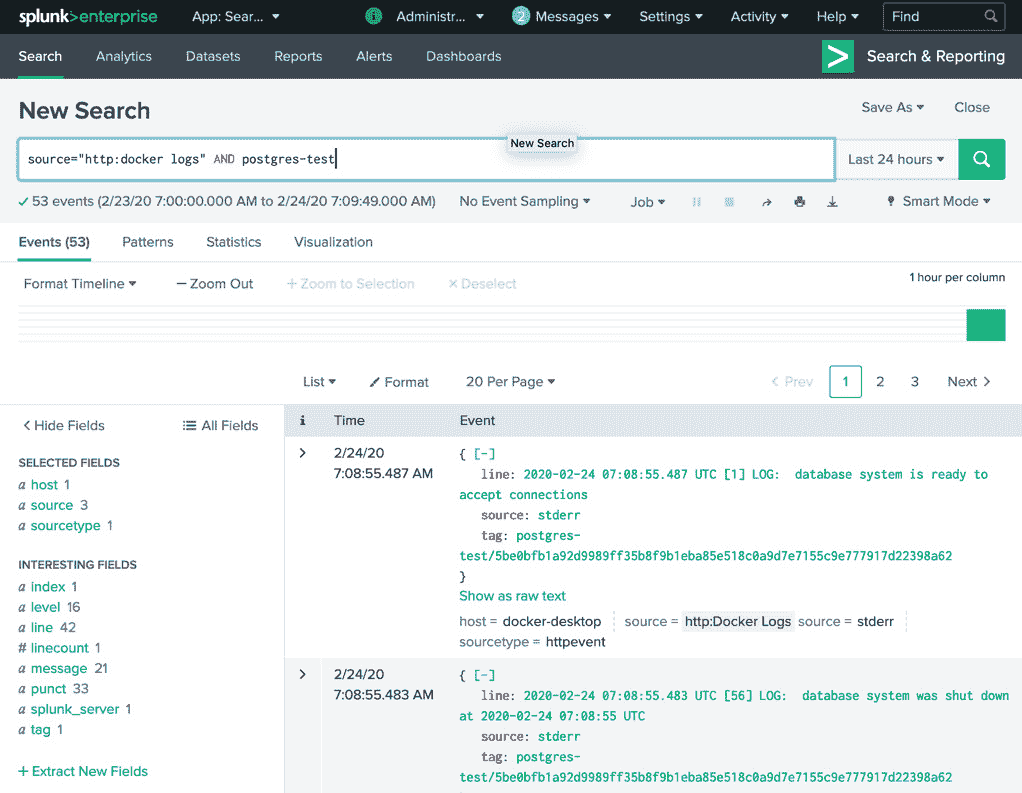 splunk>enterprise App: Sear... ▾ i Administr... ▾ 2 Messages ▾ Settings ▾ Activity ▾ Help ▾ Find
Search Analytics Datasets Reports Alerts Dashboards > Search & Reporting
New Search Save As ▾ Close
New Search
source="http:docker logs" AND postgres-test Last 24 hours ▾
✓ 53 events (2/23/20 7:00:00.000 AM to 2/24/20 7:09:49.000 AM) No Event Sampling ▾ Job ▾ Smart Mode ▾
Events (53) Patterns Statistics Visualization
Format Timeline ▾ — Zoom Out + Zoom to Selection × Deselect 1 hour per column
List ▾ Format 20 Per Page ▾ < Prev 1 2 3 Next >
< Hide Fields All Fields
i Time Event
SELECTED FIELDS
a host 1
a source 3
a sourcetype 1
INTERESTING FIELDS
a index 1
a level 16
a line 42
# linecount 1
a message 21
a punct 33
a splunk_server 1
a tag 1
+ Extract New Fields
> 2/24/20 { [-]
7:08:55.487 AM line: 2020-02-24 07:08:55.487 UTC [1] LOG:  database system is ready to
accept connections
source: stderr
tag: postgres-
test/5be0bfb1a92d9989ff35b8f9b1eba85e518c0a9d7e7155c9e777917d22398a62
}
Show as raw text
host = docker-desktop source = http:Docker Logs source = stderr
sourcetype = httpevent
> 2/24/20 { [-]
7:08:55.483 AM line: 2020-02-24 07:08:55.483 UTC [56] LOG:  database system was shut down
at 2020-02-24 07:08:55 UTC
source: stderr
tag: postgres-
test/5be0bfb1a92d9989ff35b8f9b1eba85e518c0a9d7e7155c9e777917d22398a62